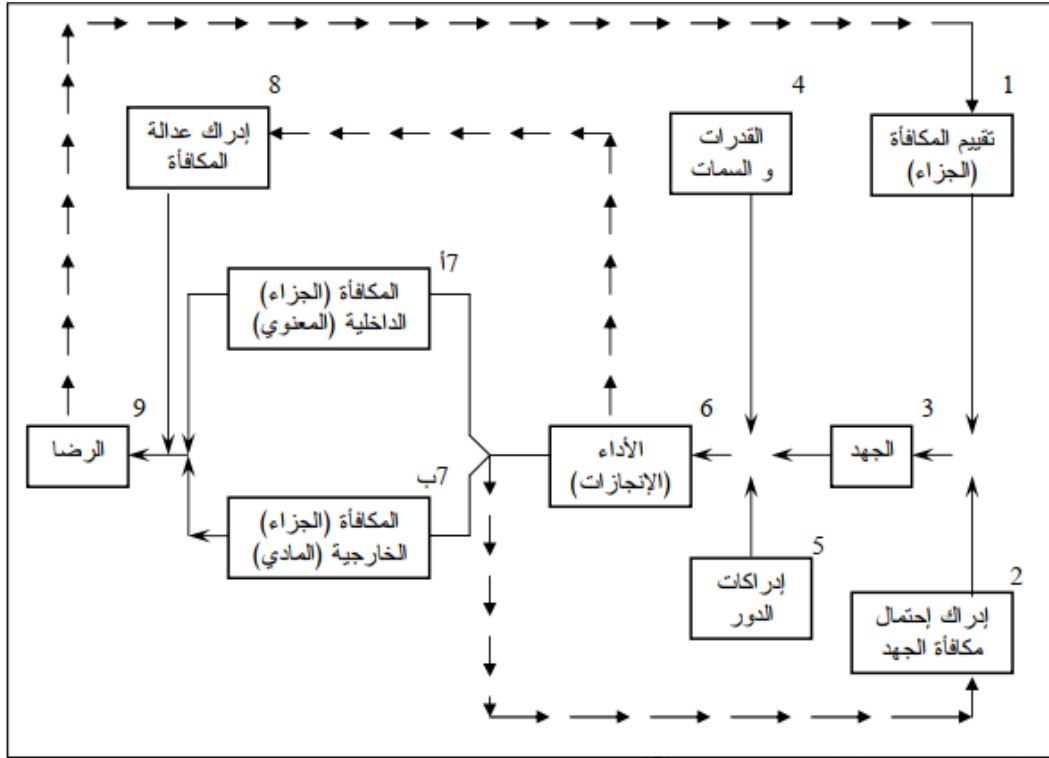 1
تقييم المكافأة
(الجزاء)
4
القدرات
و السمات
8
إدراك عدالة
المكافأة
7أ
المكافأة (الجزاء)
الداخلية (المعنوي)
3
الجهد
6
الأداء
(الإنجازات)
9
الرضا
7ب
المكافأة (الجزاء)
الخارجية (المادي)
5
إدراكات
الدور
2
إدراك إحتمال
مكافأة الجهد